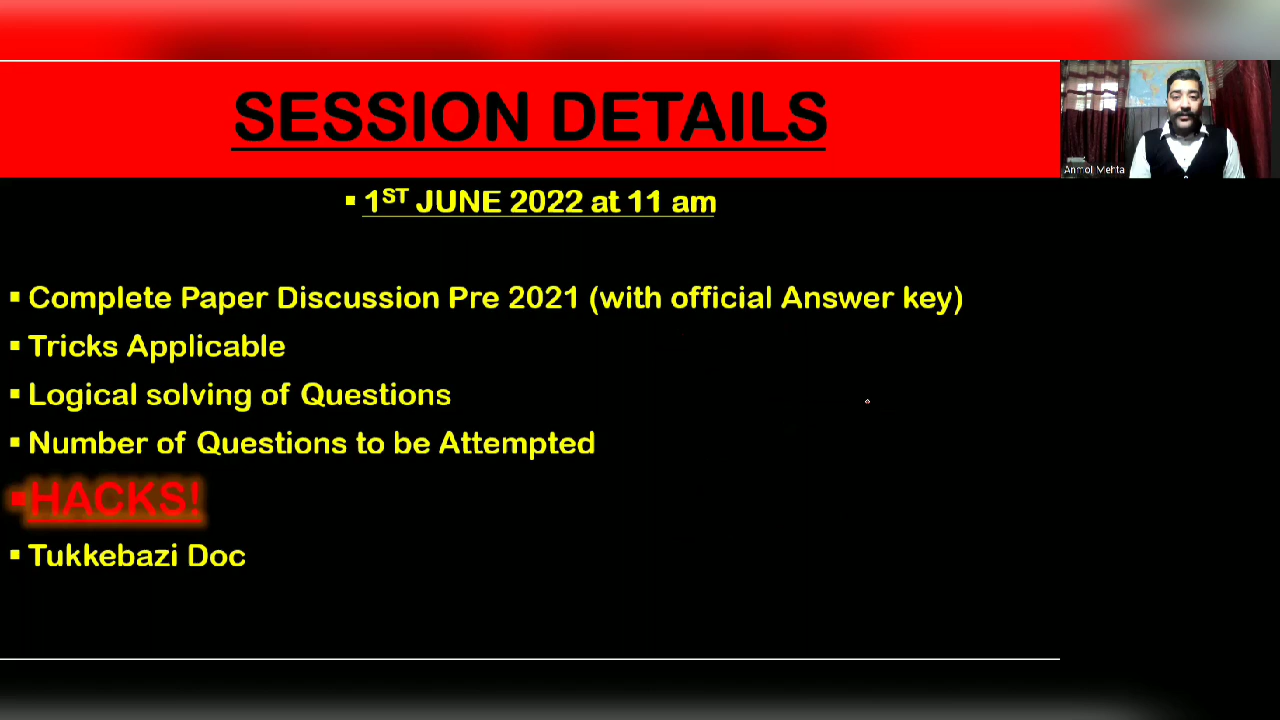 SESSION DETAILS
Anmol Mehta
▪ 1ST JUNE 2022 at 11 am
▪ Complete Paper Discussion Pre 2021 (with official Answer key)
▪ Tricks Applicable
▪ Logical solving of Questions
▪ Number of Questions to be Attempted
▪ HACKS!
▪ Tukkebazi Doc